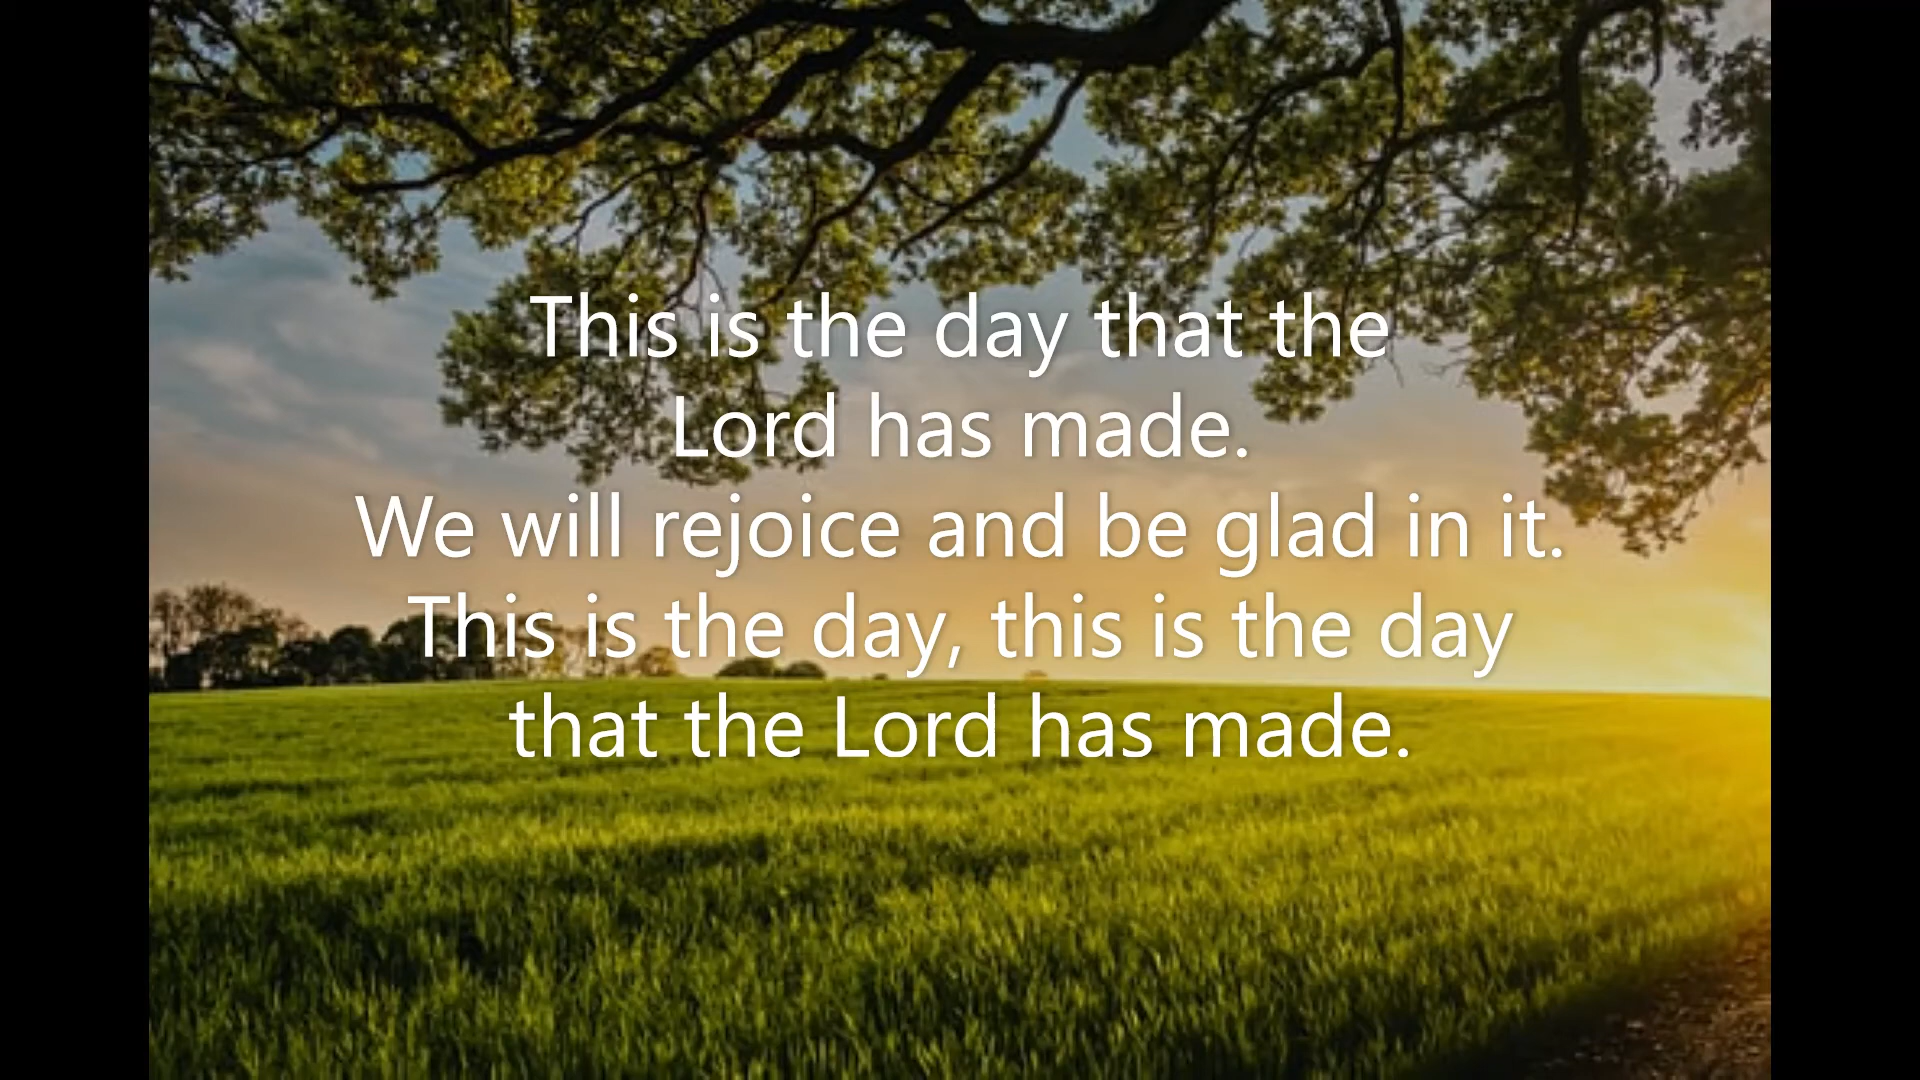 This is the day that the
Lord has made.
We will rejoice and be glad in it.
This is the day, this is the day
that the Lord has made.